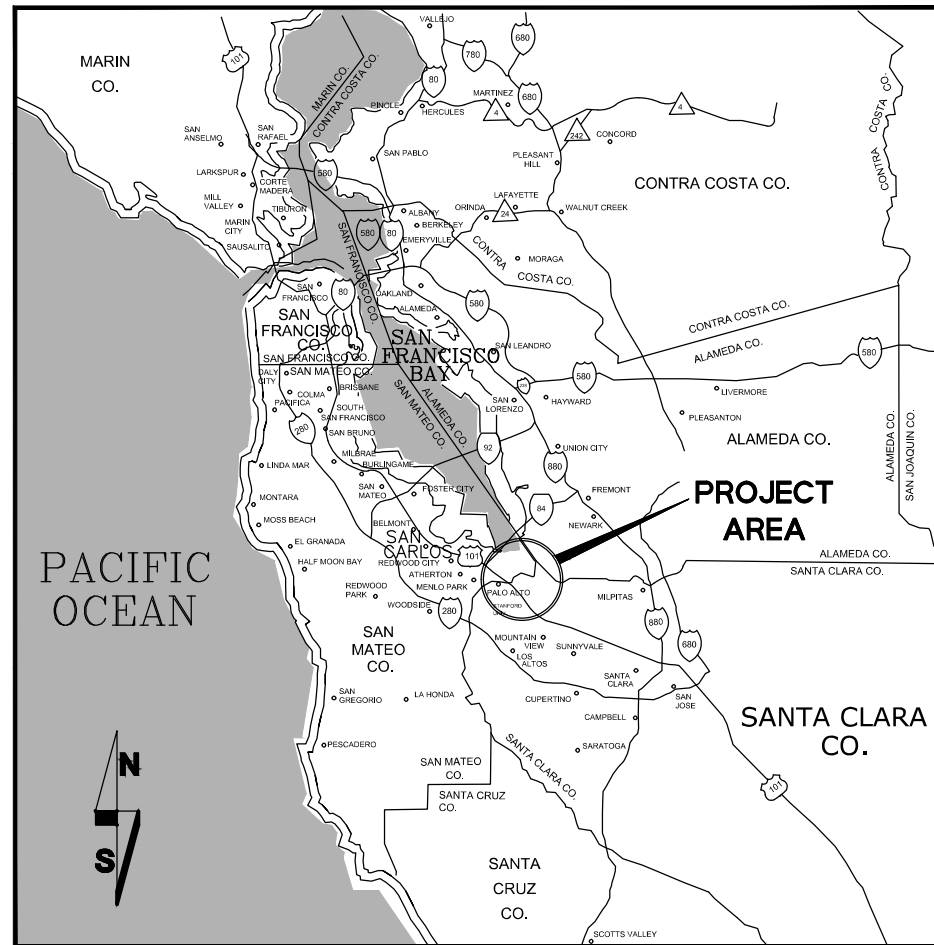 VALLEJO
680
MARIN
CO.
101
780
80
MARIN CO.
CONTRA COSTA CO.
MARTINEZ
680
PINOLE
HERCULES
4
4
SAN
ANSELMO
SAN
RAFAEL
242
CONCORD
CONTRA COSTA CO.
CONTRA COSTA CO.
SAN PABLO
PLEASANT
HILL
LARKSPUR
580
CORTE
MADERA
CONTRA COSTA CO.
MILL
VALLEY
LAFAYETTE
ORINDA
24
WALNUT CREEK
TIBURON
ALBANY
MARIN
CITY
BERKELEY
580
80
EMERYVILLE
SAUSALITO
SAN FRANCISCO CO.
CONTRA
COSTA CO.
MORAGA
SAN
FRANCISCO
80
OAKLAND
ALAMEDA
580
SAN
FRANCISCO
CO.
CONTRA COSTA CO.
ALAMEDA CO.
SAN
FRANCISCO
BAY
SAN LEANDRO
580
SAN FRANCISCO CO.
SAN MATEO CO.
DALY
CITY
580
BRISBANE
COLMA
ALAMEDA CO.
SAN MATEO CO.
238
LIVERMORE
PACIFICA
SAN
LORENZO
HAYWARD
SOUTH
SAN FRANCISCO
PLEASANTON
280
SAN BRUNO
ALAMEDA CO.
ALAMEDA CO.
SAN JOAQUIN CO.
92
UNION CITY
MILBRAE
LINDA MAR
BURLINGAME
880
SAN
MATEO
FOSTER CITY
PROJECT
AREA
FREMONT
MONTARA
84
NEWARK
MOSS BEACH
BELMONT
SAN
CARLOS
EL GRANADA
101
ALAMEDA CO.
SANTA CLARA CO.
REDWOOD CITY
HALF MOON BAY
PACIFIC
OCEAN
ATHERTON
MENLO PARK
REDWOOD
PARK
PALO ALTO
MILPITAS
WOODSIDE
280
STANFORD
880
SAN
MATEO
CO.
MOUNTAIN
VIEW
SUNNYVALE
680
LOS
ALTOS
SANTA
CLARA
SAN
GREGORIO
LA HONDA
CUPERTINO
SAN
JOSE
CAMPBELL
SANTA CLARA
CO.
PESCADERO
SANTA CLARA CO.
SARATOGA
SAN MATEO
CO.
N
SANTA CRUZ
CO.
101
S
SANTA
CRUZ
CO.
SCOTTS VALLEY